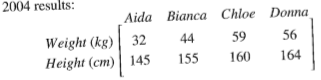 2004 results:
Aida Bianca Chloe Donna
Weight (kg) 32 44 59 56
Height (cm) 145 155 160 164